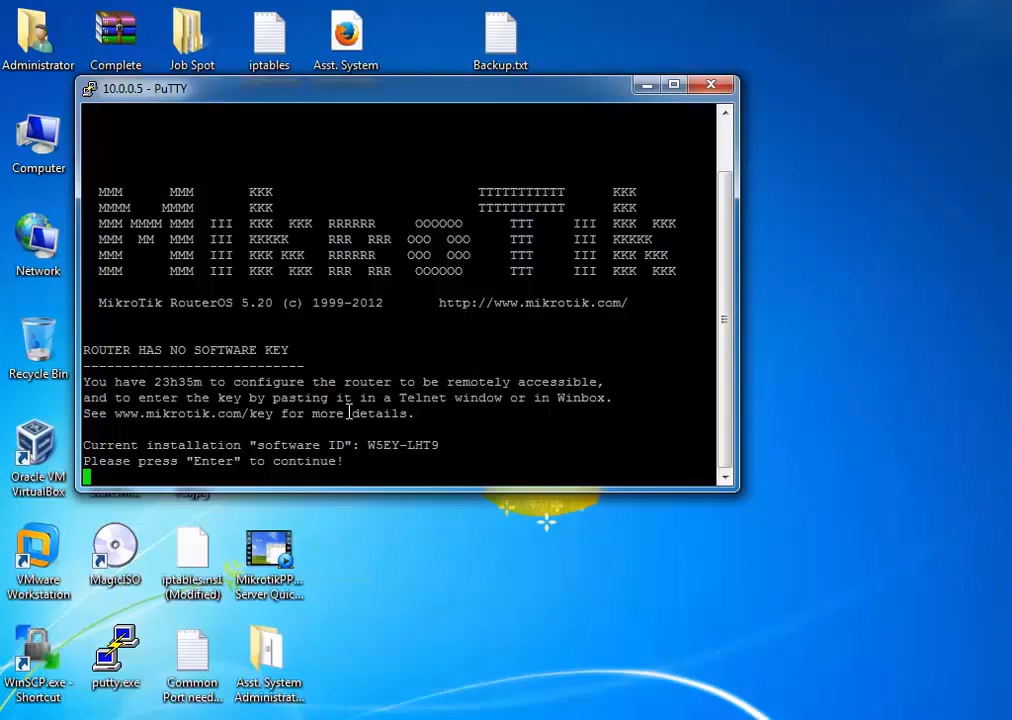 Administrator
Complete
Job Spot
iptables
Asst. System
Backup.txt
10.0.0.5 - PuTTY
Computer
Network
Recycle Bin
Oracle VM
VirtualBox
MMM MMM KKK TTTTTTTTTTT KKK
MMMM MMMM KKK TTTTTTTTTTT KKK
MMM MMMM MMM III KKK KKK RRRRRR OOOOOO TTT III KKK KKK
MMM MM MMM III KKKKK RRR RRR OOO OOO TTT III KKKKK
MMM MMM III KKK KKK RRRRRR OOO OOO TTT III KKK KKK
MMM MMM III KKK KKK RRR RRR OOOOOO TTT III KKK KKK
MikroTik RouterOS 5.20 (c) 1999-2012 http://www.mikrotik.com/
ROUTER HAS NO SOFTWARE KEY
----------------------------
You have 23h35m to configure the router to be remotely accessible,
and to enter the key by pasting it in a Telnet window or in Winbox.
See www.mikrotik.com/key for more details.
Current installation "software ID": W5EY-LHT9
Please press "Enter" to continue!
VMware
Workstation
MagicISO
iptables.ns1
(Modified)
MikrotikPP...
Server Quic...
WinSCP.exe -
Shortcut
putty.exe
Common
Port need...
Asst. System
Administrat...